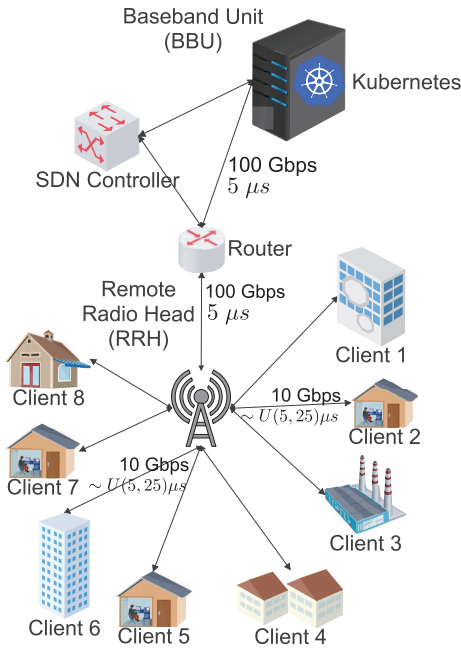 Baseband Unit
(BBU)
Kubernetes
SDN Controller
100 Gbps
5 μs
Router
Remote
Radio Head
(RRH)
100 Gbps
5 μs
Client 1
Client 8
10 Gbps
~ U(5, 25)μs
Client 2
Client 7
10 Gbps
~ U(5, 25)μs
Client 3
Client 6
Client 5
Client 4